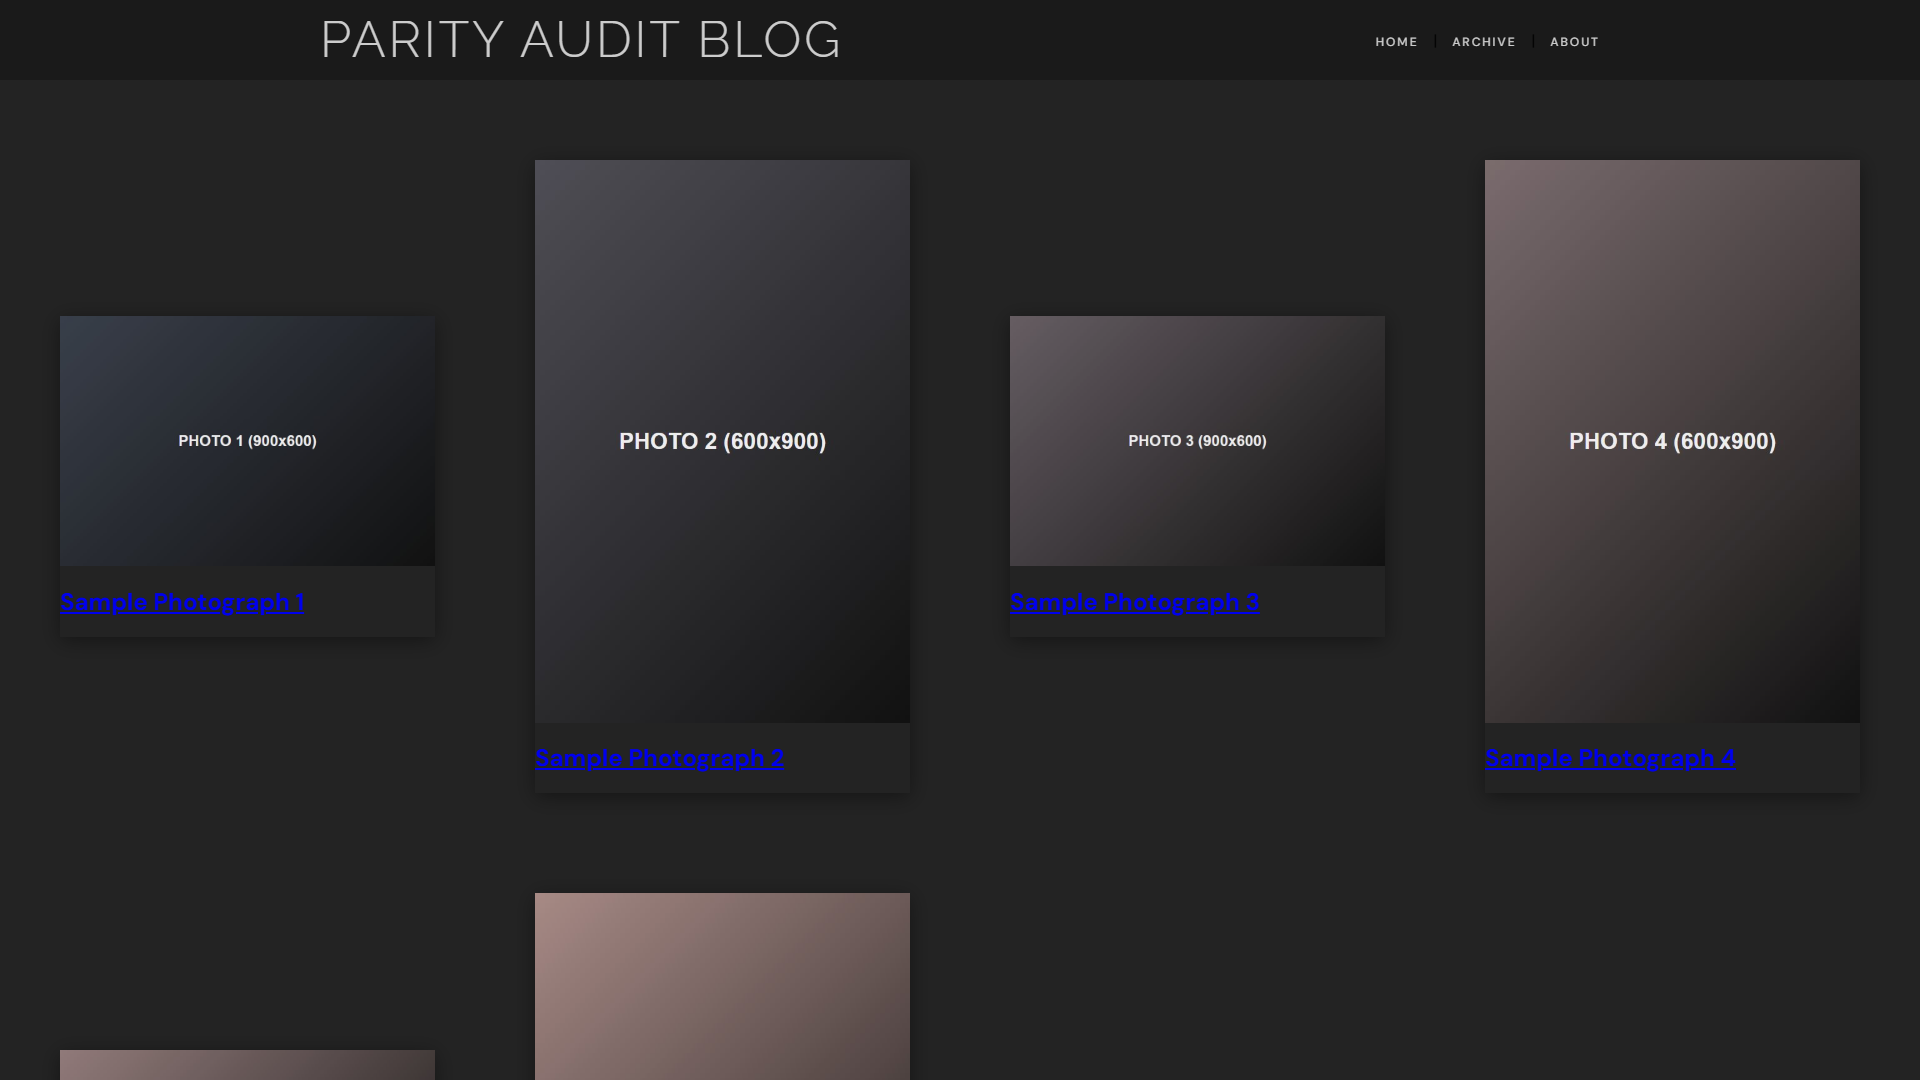 PARITY AUDIT BLOG
HOME
ARCHIVE
ABOUT
PHOTO 1 (900x600)
Sample Photograph 1
PHOTO 2 (600x900)
Sample Photograph 2
PHOTO 3 (900x600)
Sample Photograph 3
PHOTO 4 (600x900)
Sample Photograph 4